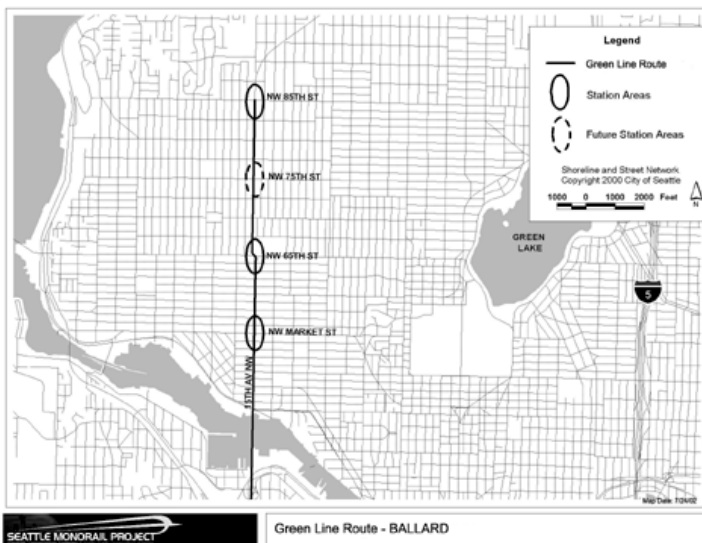 Legend
Green Line Route
Station Areas
Future Station Areas
Shoreline and Street Network
Copyright 2000 City of Seattle
1000 0 1000 2000 Feet
N
NW 85TH ST
NW 75TH ST
NW 65TH ST
NW MARKET ST
15TH AV NW
GREEN
LAKE
5
Map Date: 7/24/02
SEATTLE MONORAIL PROJECT
Green Line Route - BALLARD